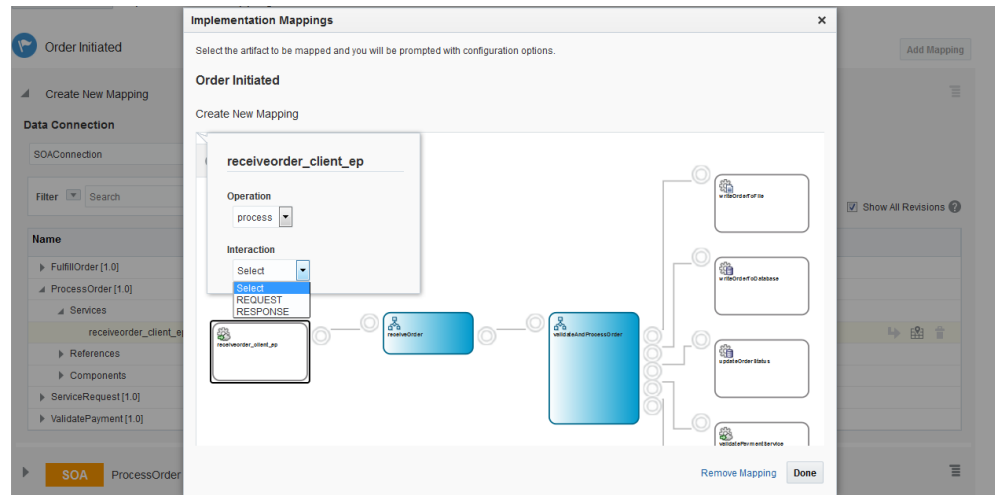 Implementation Mappings
Order Initiated
Add Mapping
Select the artifact to be mapped and you will be prompted with configuration options.
Order Initiated
Create New Mapping
Create New Mapping
Data Connection
SOAConnection
Filter
Search
Show All Revisions
Name
FulfillOrder [1.0]
ProcessOrder [1.0]
Services
receiveorder_client_ep
References
Components
ServiceRequest [1.0]
ValidatePayment [1.0]
receiveorder_client_ep
Operation
process
Interaction
Select
Select
REQUEST
RESPONSE
receiveorder_client_ep
receiveOrder
validateAndProcessOrder
writeOrderToFile
writeOrderToDatabase
updateOrderStatus
validatePaymentService
Remove Mapping
Done
SOA
ProcessOrder